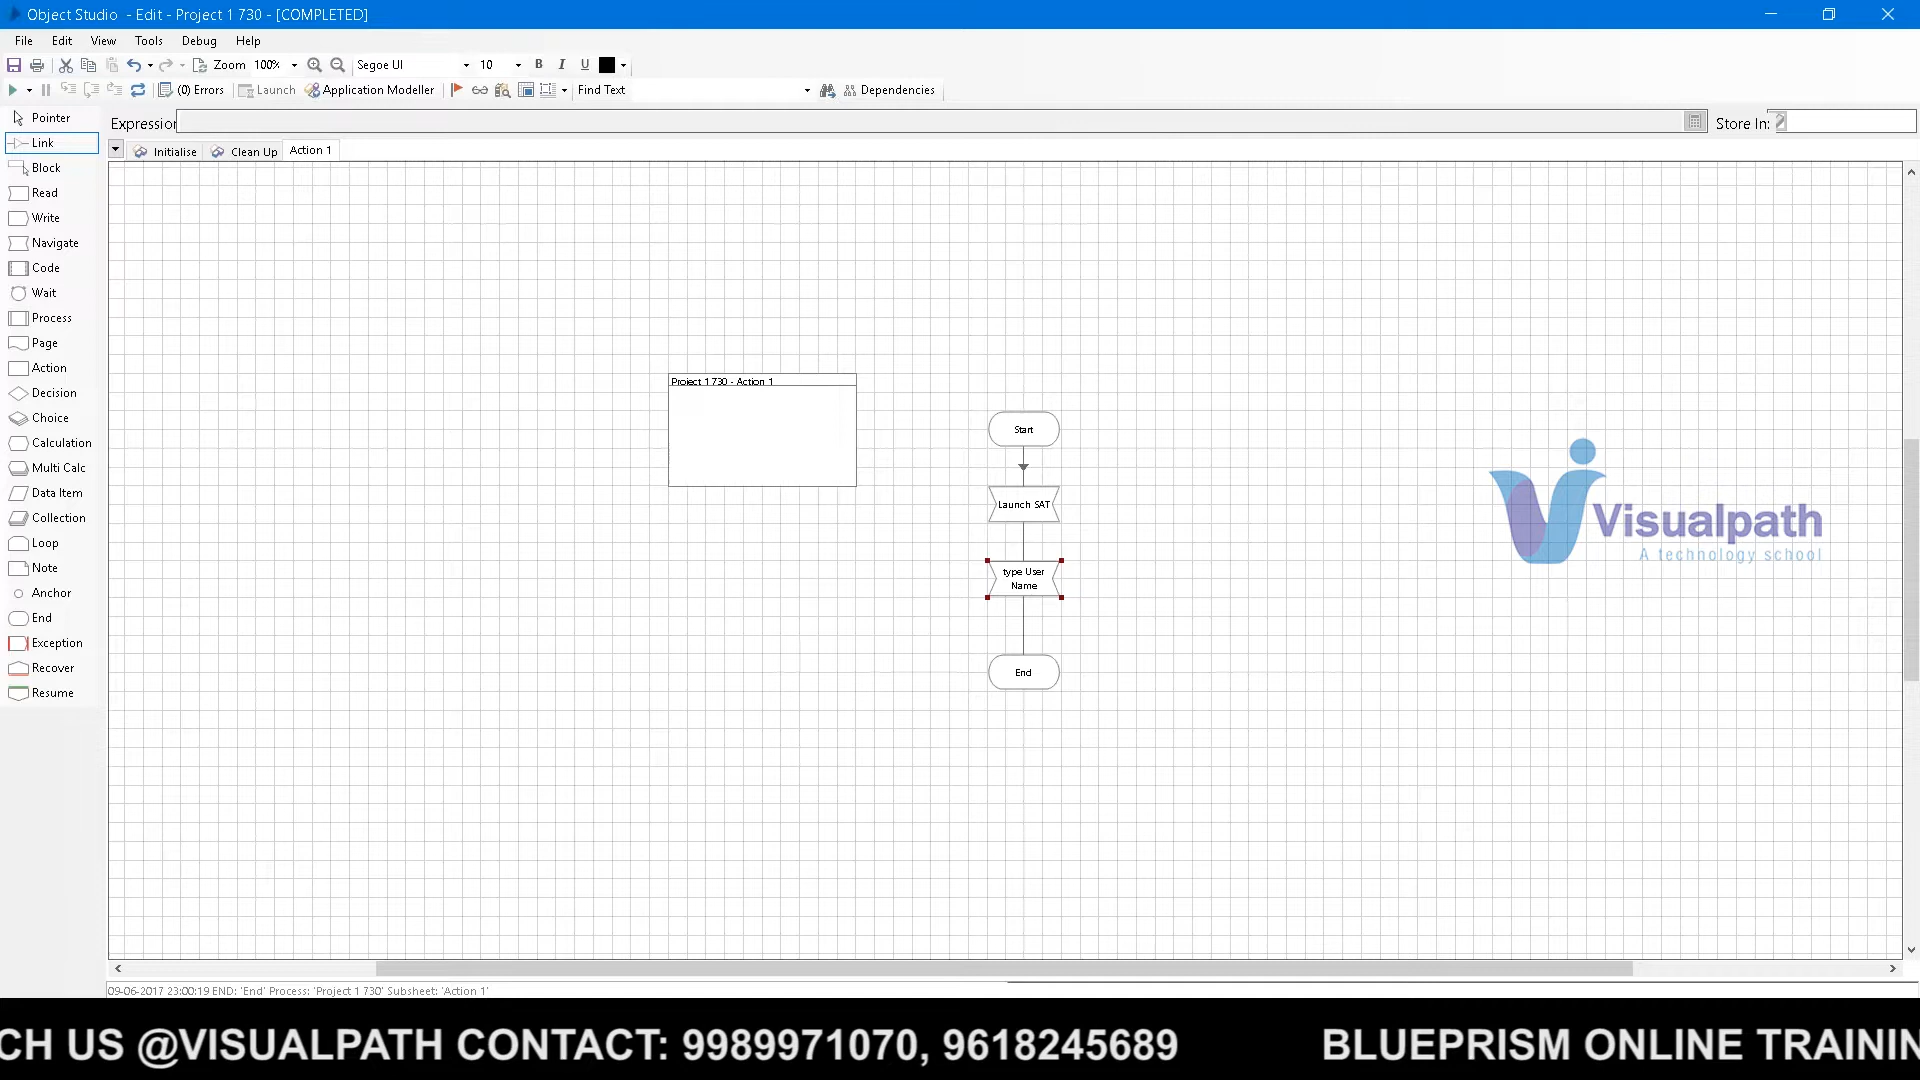 Object Studio - Edit - Project 1 730 - [COMPLETED]
File Edit View Tools Debug Help
Zoom 100% Segoe UI 10 B I U
(0) Errors Launch Application Modeller Find Text Dependencies
Expression Store In:
Initialise Clean Up Action 1
Pointer
Link
Block
Read
Write
Navigate
Code
Wait
Process
Page
Action
Decision
Choice
Calculation
Multi Calc
Data Item
Collection
Loop
Note
Anchor
End
Exception
Recover
Resume
Project 1 730 - Action 1
Start
Launch SAT
type User
Name
End
Visualpath
A technology school
09-06-2017 23:00:19 END: 'End' Process: 'Project 1 730' Subsheet: 'Action 1'
CH US @VISUALPATH CONTACT: 9989971070, 9618245689 BLUEPRISM ONLINE TRAININ